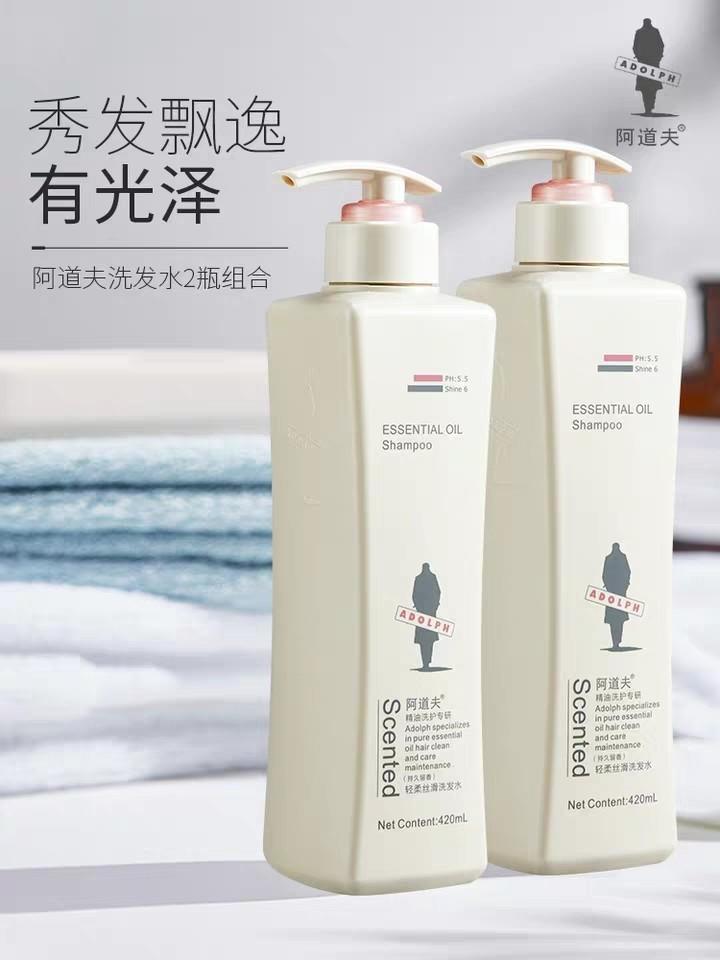 ADOLPH
阿道夫®
秀发飘逸
有光泽
阿道夫洗发水2瓶组合
PH:5.5
Shine 6
ESSENTIAL OIL
Shampoo
ADOLPH
Scented
阿道夫®
精油洗护专研
Adolph specializes
in pure essential
oil hair clean
and care
maintenance
(持久留香)
轻柔丝滑洗发水
Net Content:420mL
PH:5.5
Shine 6
ESSENTIAL OIL
Shampoo
ADOLPH
Scented
阿道夫®
精油洗护专研
Adolph specializes
in pure essential
oil hair clean
and care
maintenance.
(持久留香)
轻柔丝滑洗发水
Net Content:420mL